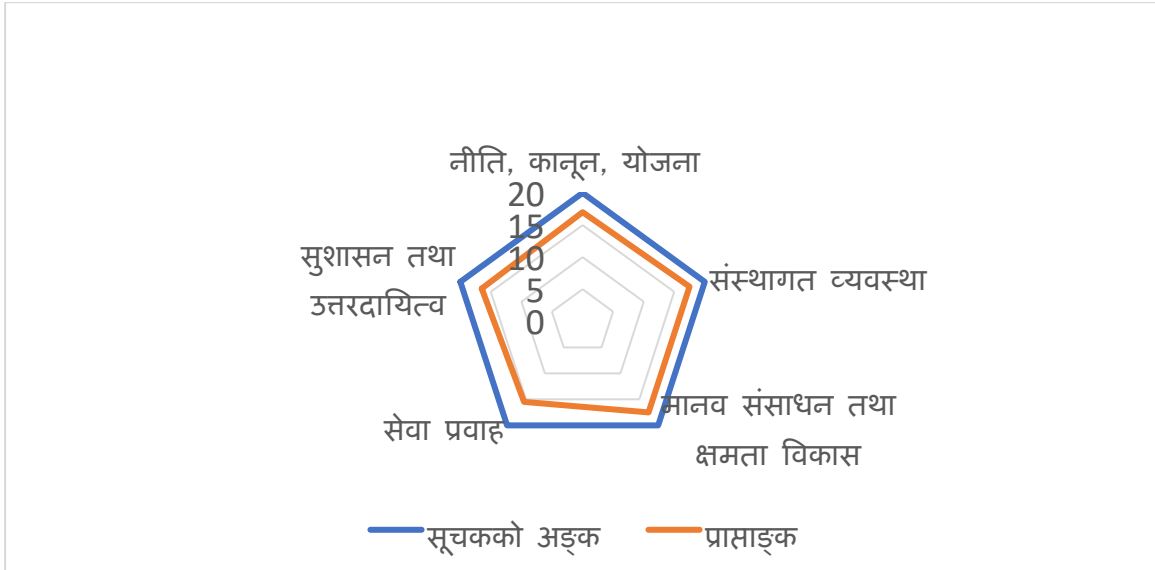 नीति, कानून, योजना
20
15
10
5
0
संस्थागत व्यवस्था
मानव संसाधन तथा
क्षमता विकास
सेवा प्रवाह
सुशासन तथा
उत्तरदायित्व
सूचकको अङ्क
प्राप्ताङ्क